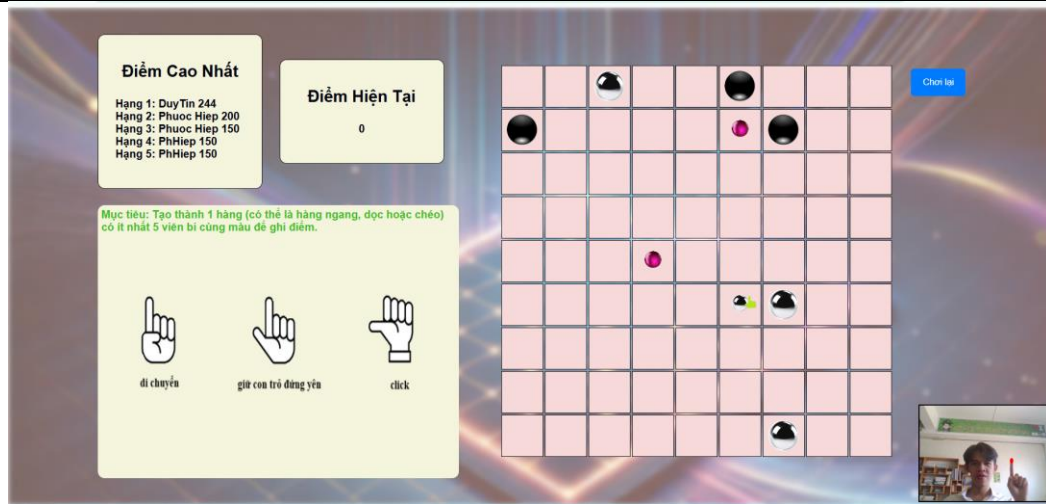 Điểm Cao Nhất
Hạng 1: DuyTin 244
Hạng 2: Phuoc Hiep 200
Hạng 3: Phuoc Hiep 150
Hạng 4: PhHiep 150
Hạng 5: PhHiep 150
Điểm Hiện Tại
0
Chơi lại
Mục tiêu: Tạo thành 1 hàng (có thể là hàng ngang, dọc hoặc chéo)
có ít nhất 5 viên bi cùng màu để ghi điểm.
di chuyển
giữ con trỏ đứng yên
click